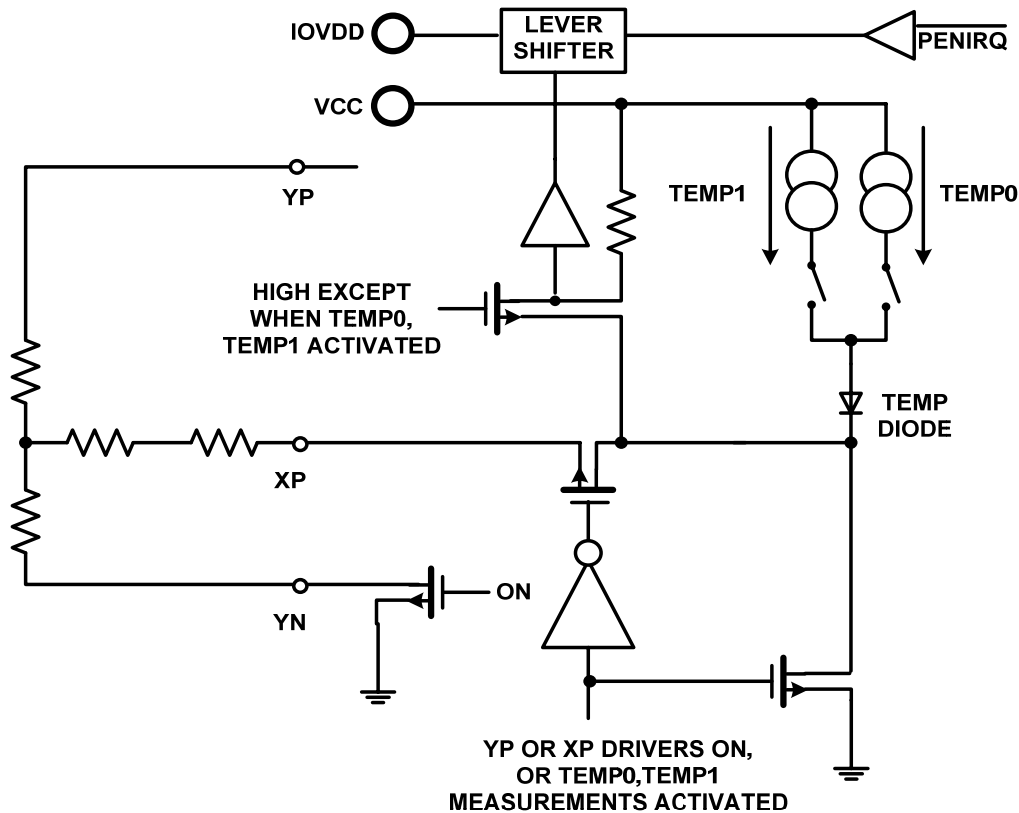 IOVDD
LEVER
SHIFTER
PENIRQ
VCC
YP
TEMP1
TEMP0
HIGH EXCEPT
WHEN TEMP0,
TEMP1 ACTIVATED
TEMP
DIODE
XP
ON
YN
YP OR XP DRIVERS ON,
OR TEMP0,TEMP1
MEASUREMENTS ACTIVATED